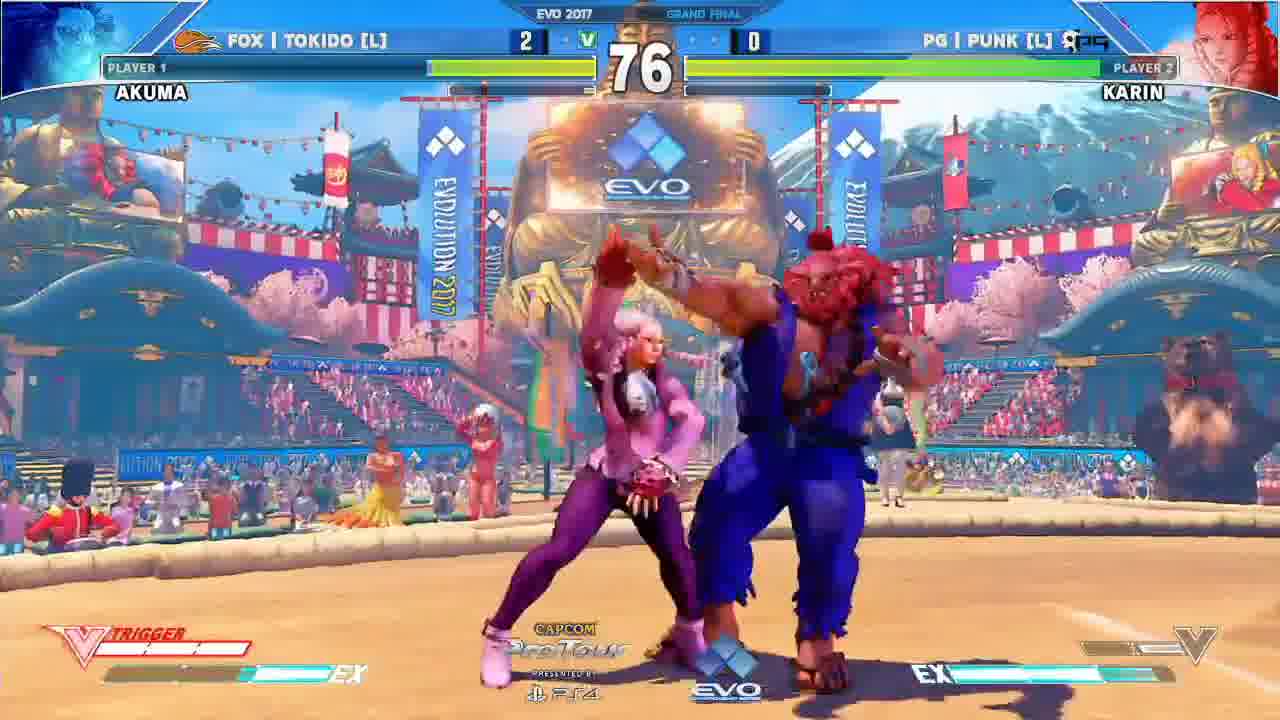 EVO 2017 GRAND FINAL
FOX | TOKIDO [L] 2 V 0 PG | PUNK [L]
PLAYER 1 76 PLAYER 2
AKUMA KARIN
EVO
EVOLUTION 2017
V TRIGGER
EX
EX
V
CAPCOM
Pro Tour
PRESENTED BY
PS4
EVO